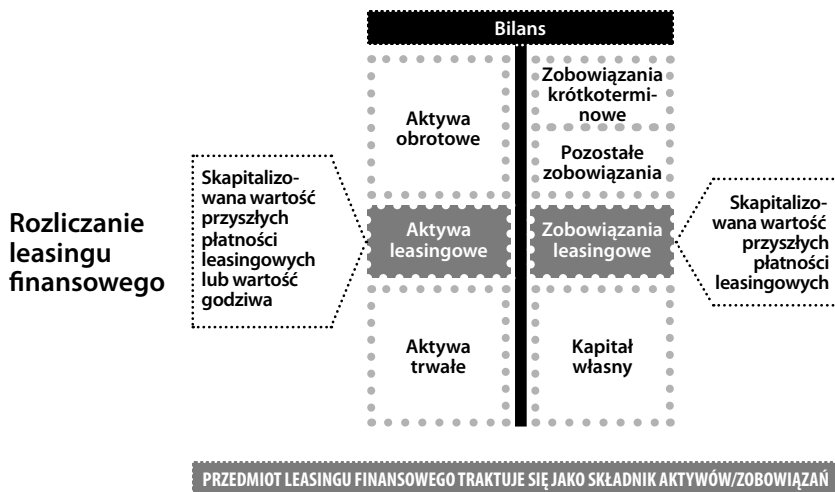 Bilans
Rozliczanie
leasingu
finansowego
Skapitalizo-
wana wartość
przyszłych
płatności
leasingowych
lub wartość
godziwa
Aktywa
obrotowe
Aktywa
leasingowe
Aktywa
trwałe
Zobowiązania
krótkotermi-
nowe
Pozostałe
zobowiązania
Zobowiązania
leasingowe
Kapitał
własny
Skapitalizo-
wana wartość
przyszłych
płatności
leasingowych
PRZEDMIOT LEASINGU FINANSOWEGO TRAKTUJE SIĘ JAKO SKŁADNIK AKTYWÓW/ZOBOWIĄZAŃ